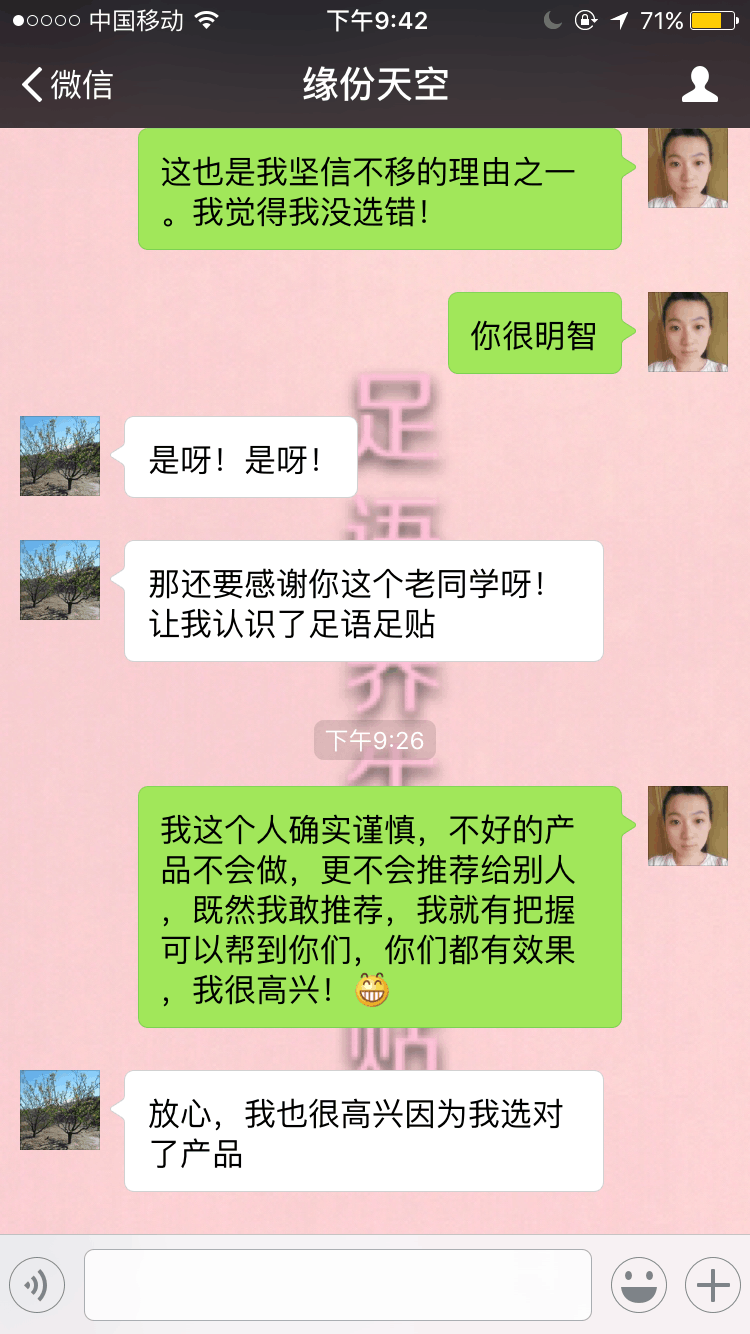 中国移动
下午9:42
71%
微信
缘份天空
这也是我坚信不移的理由之一
。我觉得我没选错！
你很明智
足
语
是呀！是呀！
那还要感谢你这个老同学呀！
让我认识了足语足贴
养
生
下午9:26
我这个人确实谨慎，不好的产
品不会做，更不会推荐给别人
，既然我敢推荐，我就有把握
可以帮到你们，你们都有效果
，我很高兴！😁
贴
放心，我也很高兴因为我选对
了产品